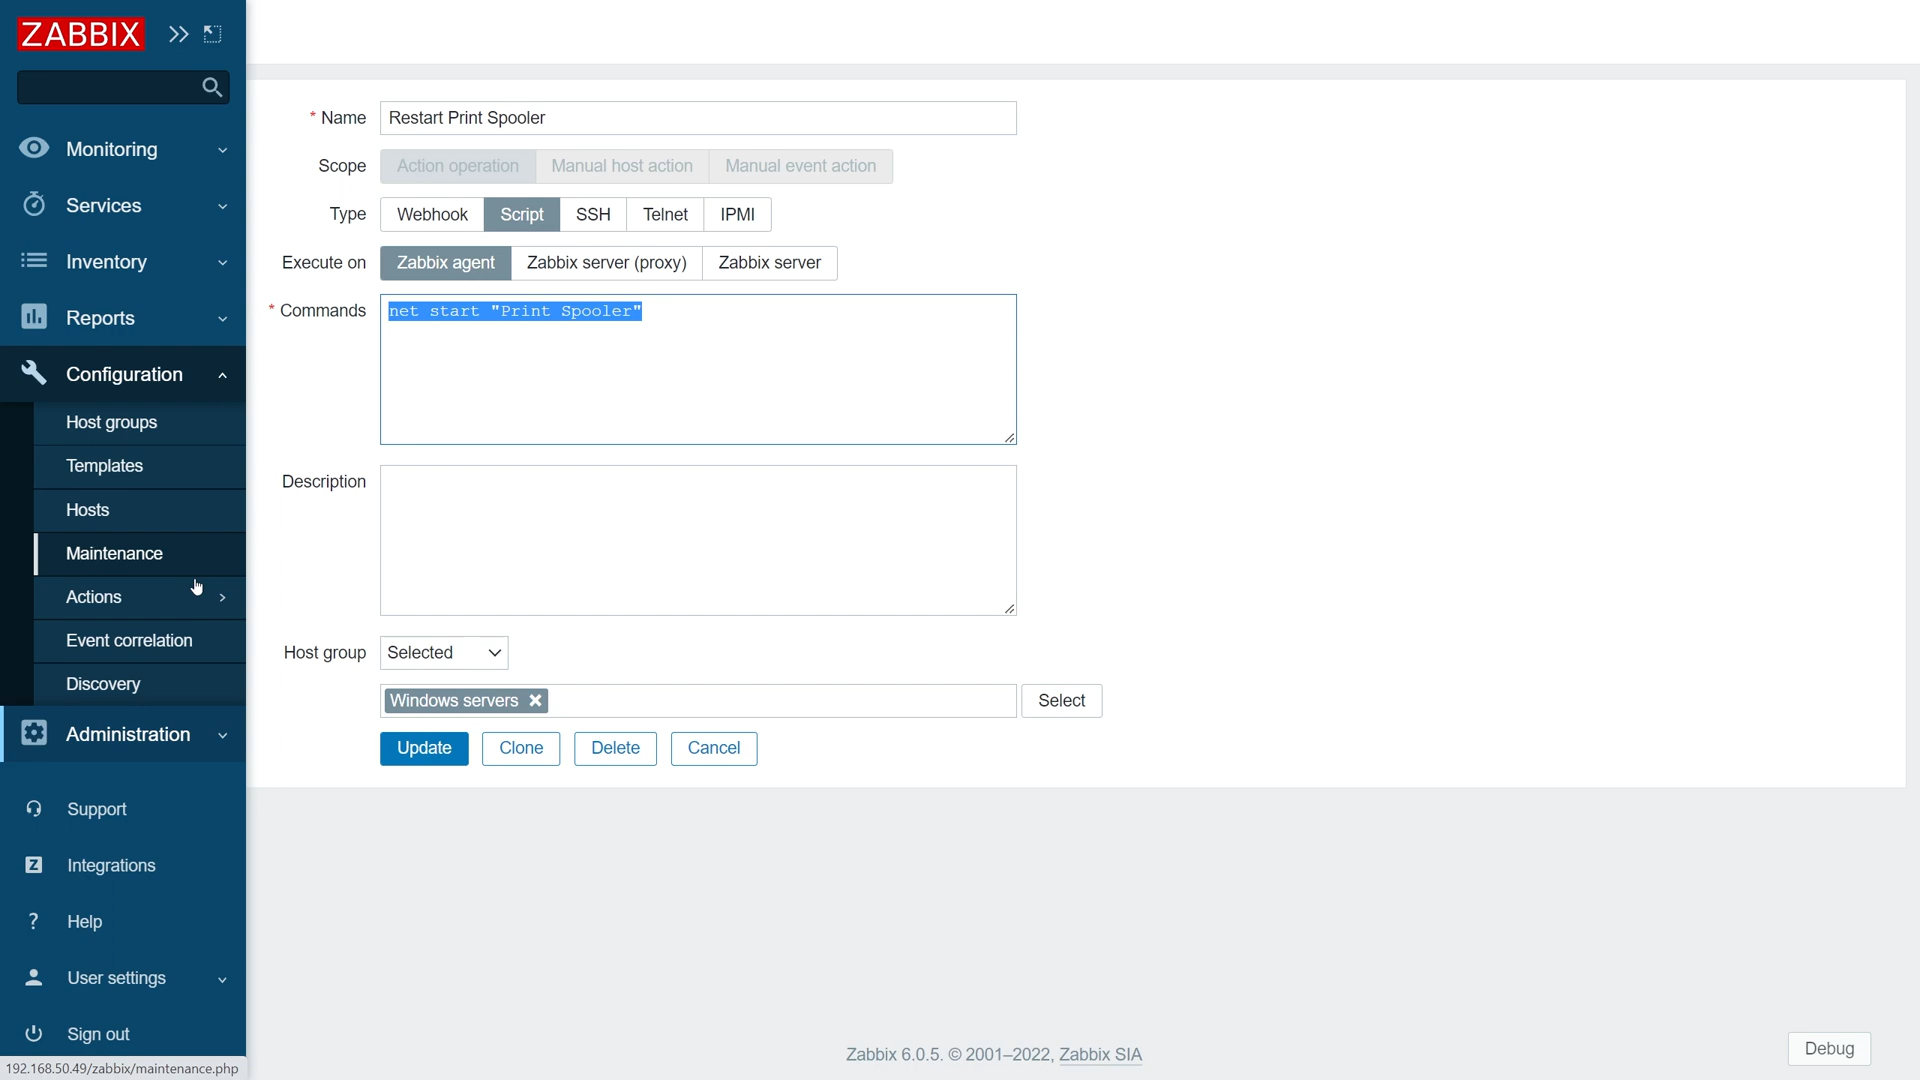 ZABBIX
Monitoring
Services
Inventory
Reports
Configuration
Host groups
Templates
Hosts
Maintenance
Actions
Event correlation
Discovery
Administration
Support
Z Integrations
? Help
User settings
Sign out
192.168.50.49/zabbix/maintenance.php
* Name Restart Print Spooler
Scope Action operation Manual host action Manual event action
Type Webhook Script SSH Telnet IPMI
Execute on Zabbix agent Zabbix server (proxy) Zabbix server
* Commands net start "Print Spooler"
Description
Host group Selected
Windows servers Select
Update Clone Delete Cancel
Zabbix 6.0.5. © 2001–2022, Zabbix SIA
Debug